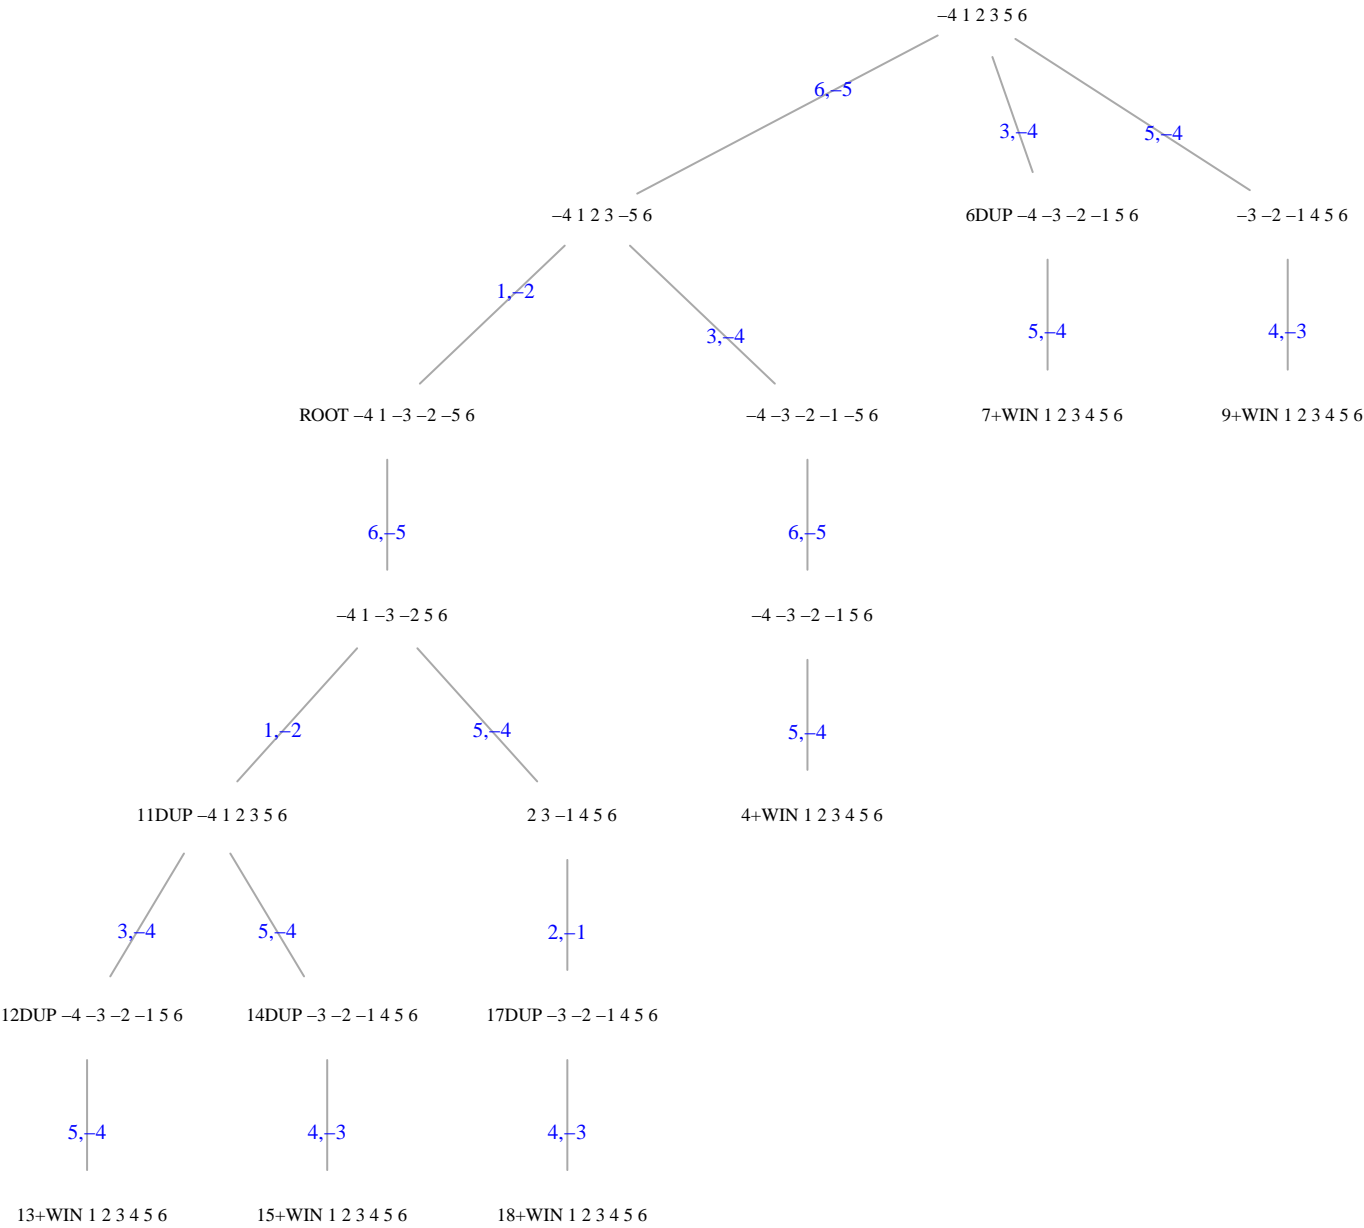 –4 1 2 3 5 6
6,–5
3,–4
5,–4
–4 1 2 3 –5 6
6DUP –4 –3 –2 –1 5 6
–3 –2 –1 4 5 6
1,–2
3,–4
5,–4
4,–3
ROOT –4 1 –3 –2 –5 6
–4 –3 –2 –1 –5 6
7+WIN 1 2 3 4 5 6
9+WIN 1 2 3 4 5 6
6,–5
6,–5
–4 1 –3 –2 5 6
–4 –3 –2 –1 5 6
1,–2
5,–4
5,–4
11DUP –4 1 2 3 5 6
2 3 –1 4 5 6
4+WIN 1 2 3 4 5 6
3,–4
5,–4
2,–1
12DUP –4 –3 –2 –1 5 6
14DUP –3 –2 –1 4 5 6
17DUP –3 –2 –1 4 5 6
5,–4
4,–3
4,–3
13+WIN 1 2 3 4 5 6
15+WIN 1 2 3 4 5 6
18+WIN 1 2 3 4 5 6